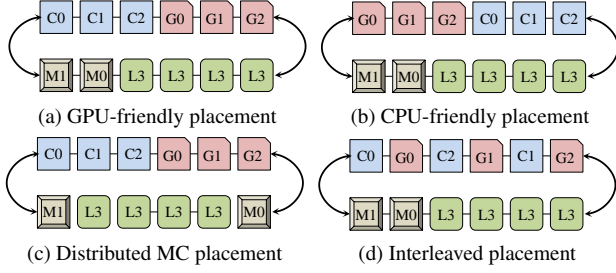 C0 C1 C2 G0 G1 G2
M1 M0 L3 L3 L3 L3
(a) GPU-friendly placement
G0 G1 G2 C0 C1 C2
M1 M0 L3 L3 L3 L3
(b) CPU-friendly placement
C0 C1 C2 G0 G1 G2
M1 L3 L3 L3 L3 M0
(c) Distributed MC placement
C0 G0 C2 G1 C1 G2
M1 M0 L3 L3 L3 L3
(d) Interleaved placement